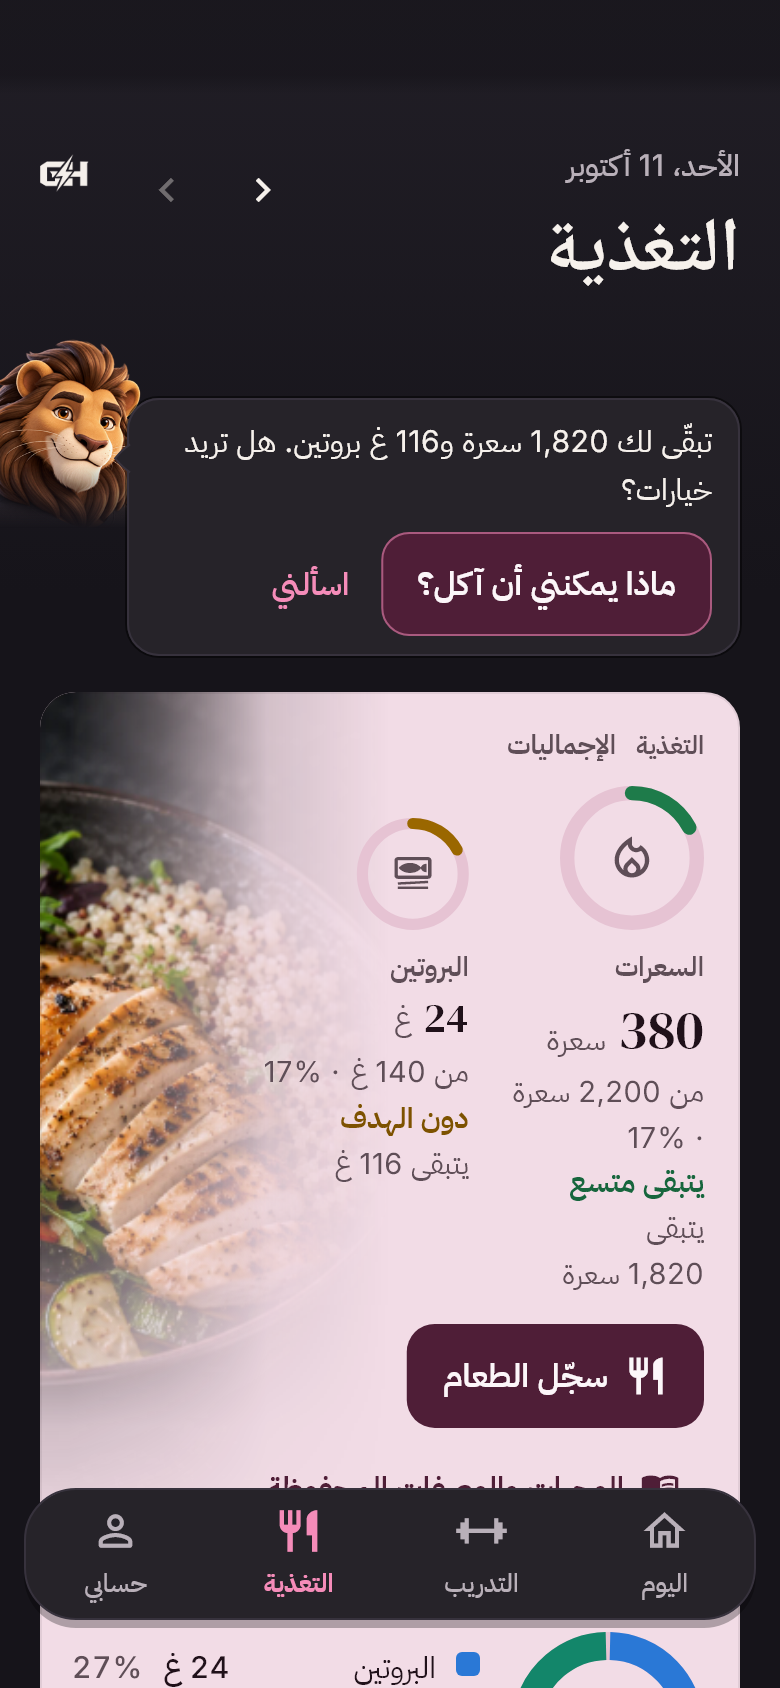 الأحد، 11 أكتوبر
GH
التغذية
تبقّى لك 1,820 سعرة و116 غ بروتين. هل تريد
خيارات؟
ماذا يمكنني أن آكل؟
اسألني
التغذية الإجماليات
السعرات
380 سعرة
من 2,200 سعرة
· 17%
يتبقى متسع
يتبقى
1,820 سعرة
البروتين
24 غ
من 140 غ · 17%
دون الهدف
يتبقى 116 غ
سجّل الطعام
اليوم
التدريب
التغذية
حسابي
البروتين 24 غ 27%